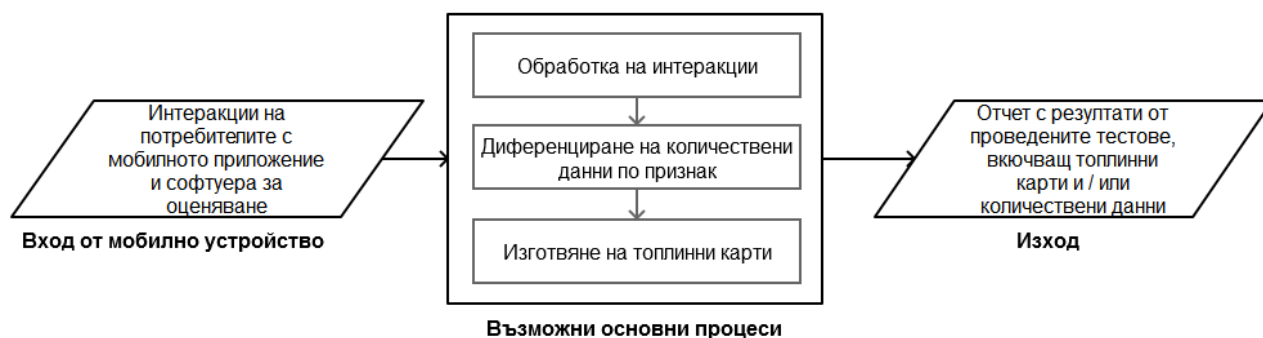 Интеракции на
потребителите с
мобилното приложение
и софтуера за
оценяване
Вход от мобилно устройство
Обработка на интеракции
Диференциране на количествени
данни по признак
Изготвяне на топлинни карти
Възможни основни процеси
Отчет с резултати от
проведените тестове,
вкючващ топлинни
карти и / или
количествени данни
Изход